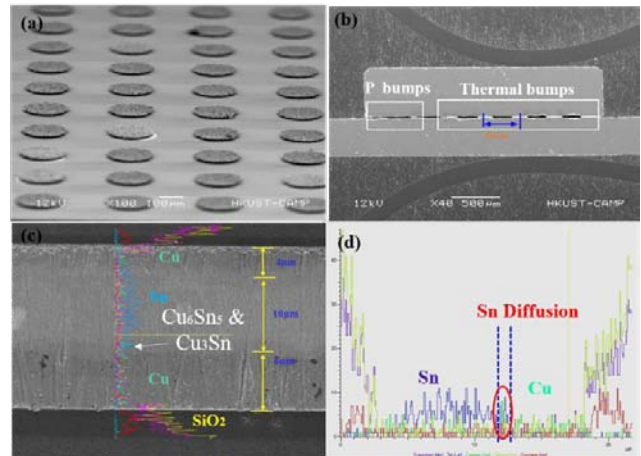 (a)
12kV X100 100μm HKUST-CAMP
(b)
P bumps
Thermal bumps
12kV X40 500μm HKUST-CAMP
(c)
Cu
Sn
Cu₆Sn₅ &
Cu₃Sn
Cu
SiO₂
4μm
10μm
(d)
Sn Diffusion
Sn
Cu